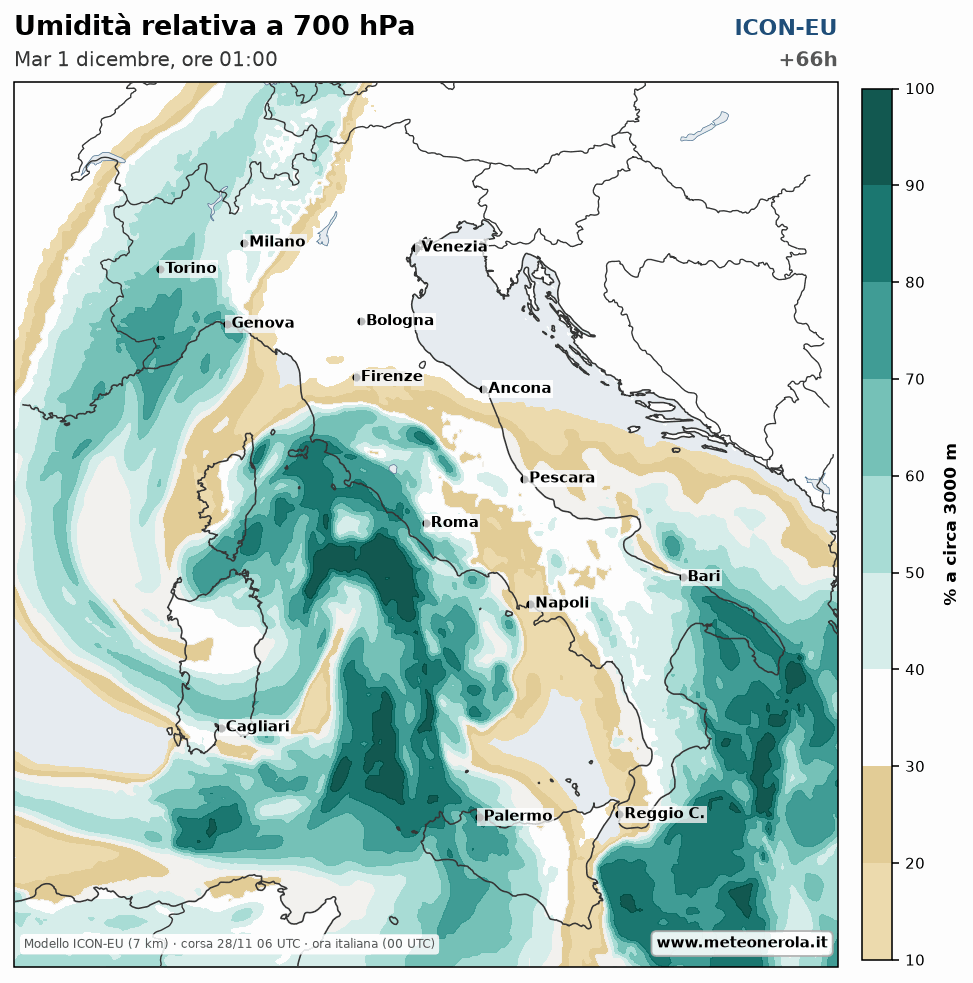 Umidità relativa a 700 hPa
ICON-EU
Mar 1 dicembre, ore 01:00
+66h
100
90
80
70
60
50
40
30
20
10
% a circa 3000 m
Milano
Venezia
Torino
Genova
Bologna
Firenze
Ancona
Pescara
Roma
Bari
Napoli
Cagliari
Palermo
Reggio C.
Modello ICON-EU (7 km) · corsa 28/11 06 UTC · ora italiana (00 UTC)
www.meteonerola.it